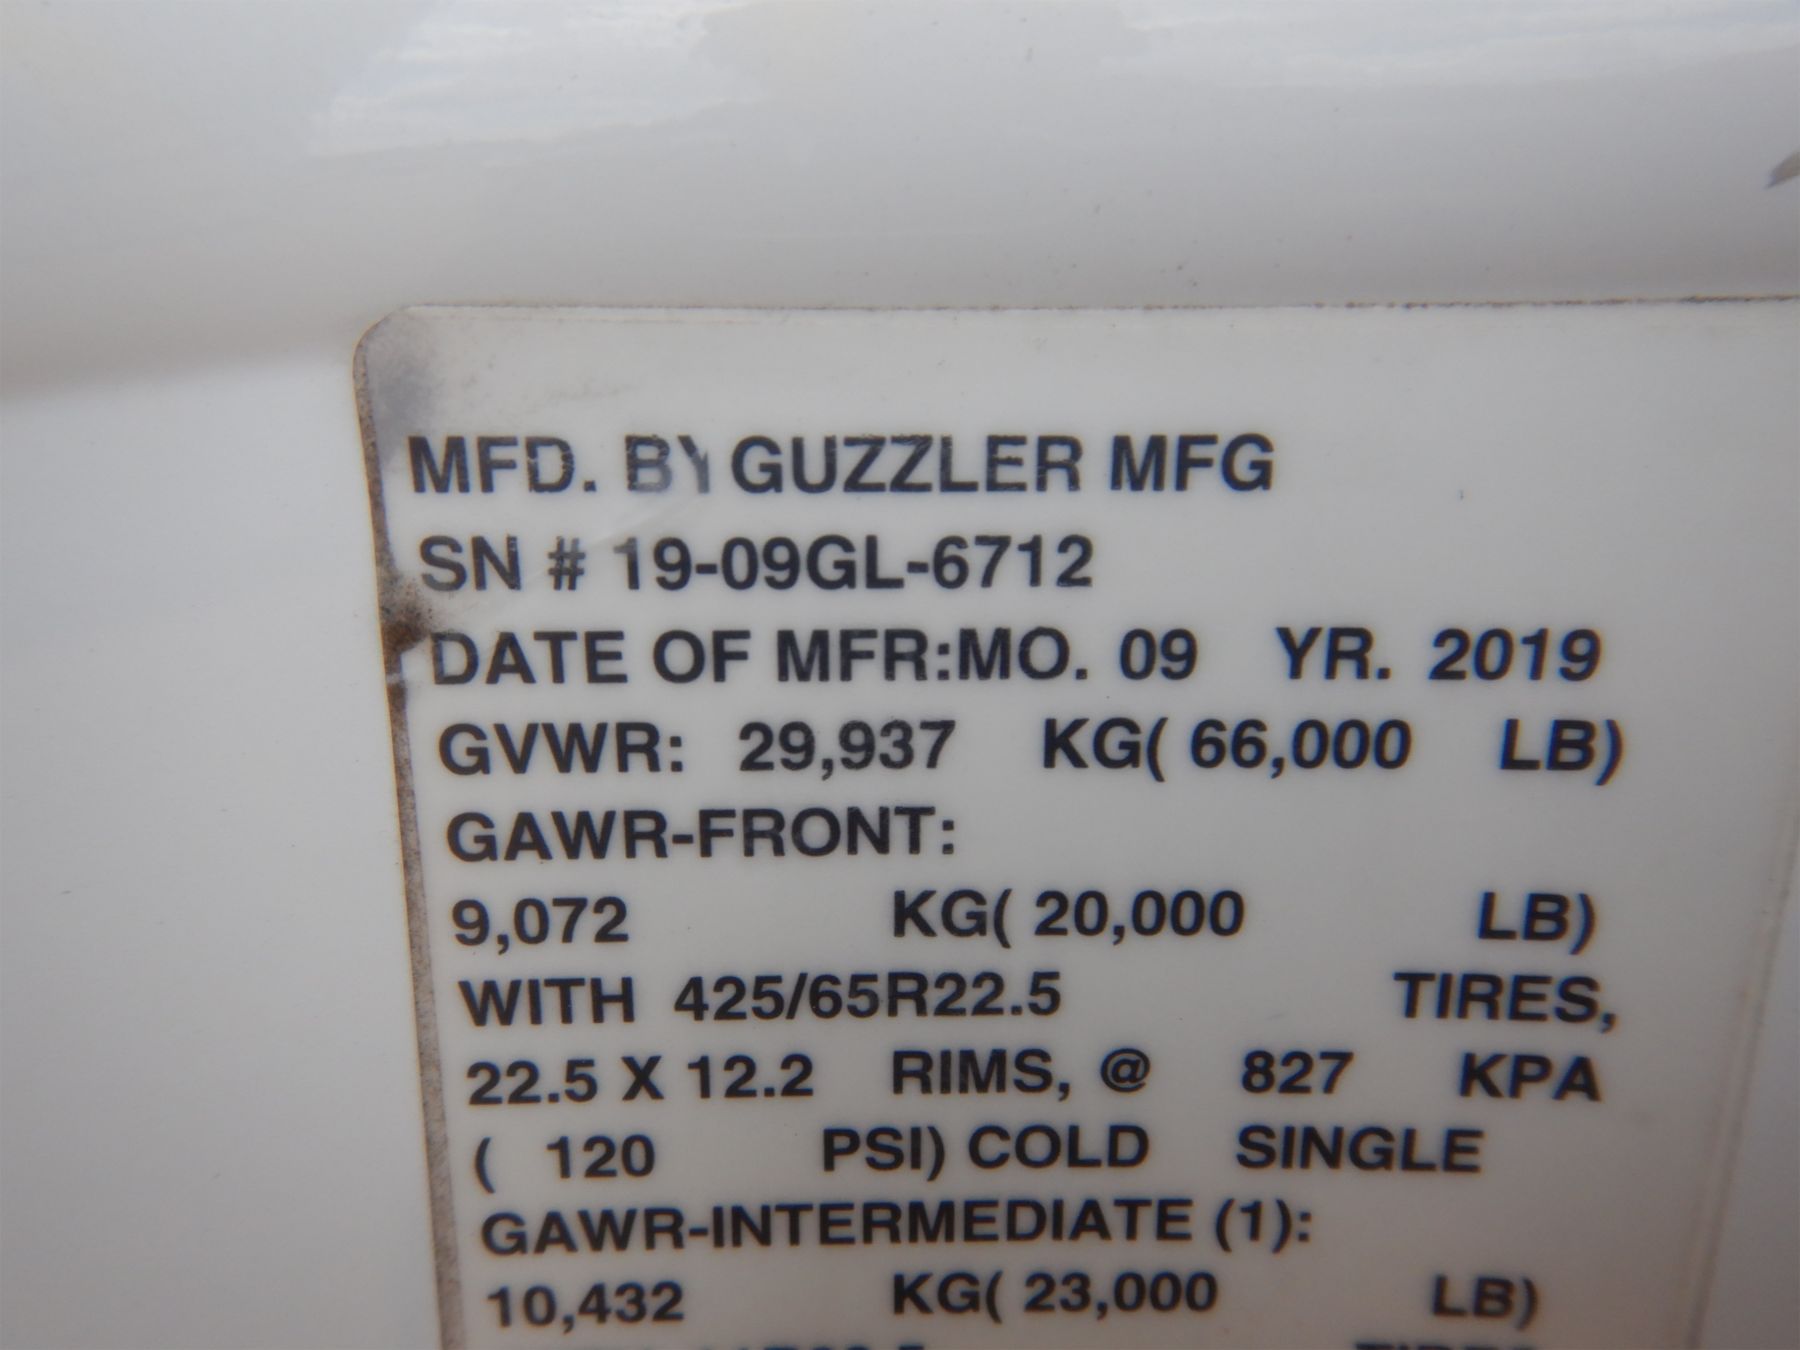 MFD. BY GUZZLER MFG
SN # 19-09GL-6712
DATE OF MFR:MO. 09 YR. 2019
GVWR: 29,937 KG( 66,000 LB)
GAWR-FRONT:
9,072 KG( 20,000 LB)
WITH 425/65R22.5 TIRES,
22.5 X 12.2 RIMS, @ 827 KPA
( 120 PSI) COLD SINGLE
GAWR-INTERMEDIATE (1):
10,432 KG( 23,000 LB)